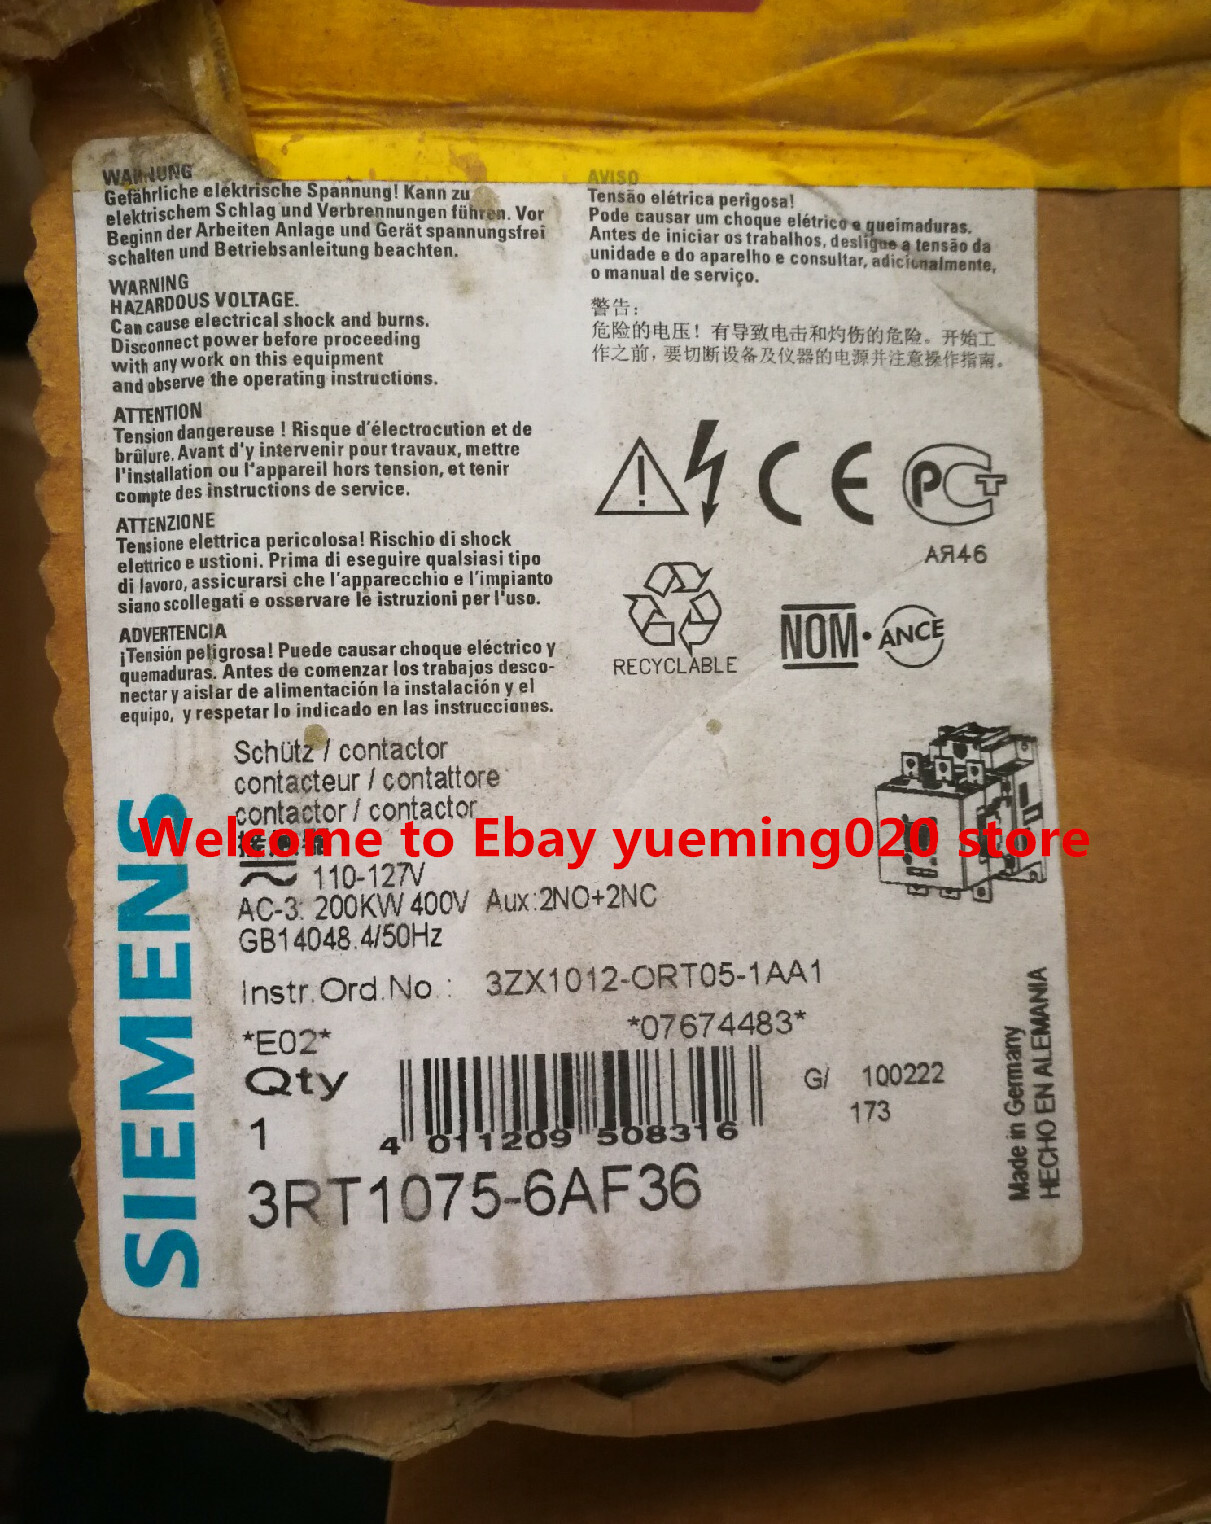 WARNUNG
Gefährliche elektrische Spannung! Kann zu
elektrischem Schlag und Verbrennungen führen. Vor
Beginn der Arbeiten Anlage und Gerät spannungsfrei
schalten und Betriebsanleitung beachten.
WARNING
HAZARDOUS VOLTAGE.
Can cause electrical shock and burns.
Disconnect power before proceeding
with any work on this equipment
and observe the operating instructions.
ATTENTION
Tension dangereuse ! Risque d'électrocution et de
brûlure. Avant d'y intervenir pour travaux, mettre
l'installation ou l'appareil hors tension, et tenir
compte des instructions de service.
ATTENZIONE
Tensione elettrica pericolosa! Rischio di shock
elettrico e ustioni. Prima di eseguire qualsiasi tipo
di lavoro, assicurarsi che l'apparecchio e l'impianto
siano scollegati e osservare le istruzioni per l'uso.
ADVERTENCIA
¡Tensión peligrosa! Puede causar choque eléctrico y
quemaduras. Antes de comenzar los trabajos desco-
nectar y aislar de alimentación la instalación y el
equipo, y respetar lo indicado en las instrucciones.
AVISO
Tensão elétrica perigosa!
Pode causar um choque elétrico e queimaduras.
Antes de iniciar os trabalhos, desligue a tensão da
unidade e do aparelho e consultar, adicionalmente,
o manual de serviço.
警告:
危险的电压! 有导致电击和灼伤的危险。开始工
作之前,要切断设备及仪器的电源并注意操作指南。
CE
PCT
АЯ46
RECYCLABLE
NOM·ANCE
Schütz / contactor
contacteur / contattore
contactor / contactor
Welcome to Ebay yueming020 store
110-127V
AC-3: 200KW 400V Aux:2NO+2NC
GB14048.4/50Hz
Instr.Ord.No.: 3ZX1012-ORT05-1AA1
*E02* *07674483*
Qty
1
4 011209 508316
G/ 100222
173
3RT1075-6AF36
SIEMENS
Made in Germany
HECHO EN ALEMANIA